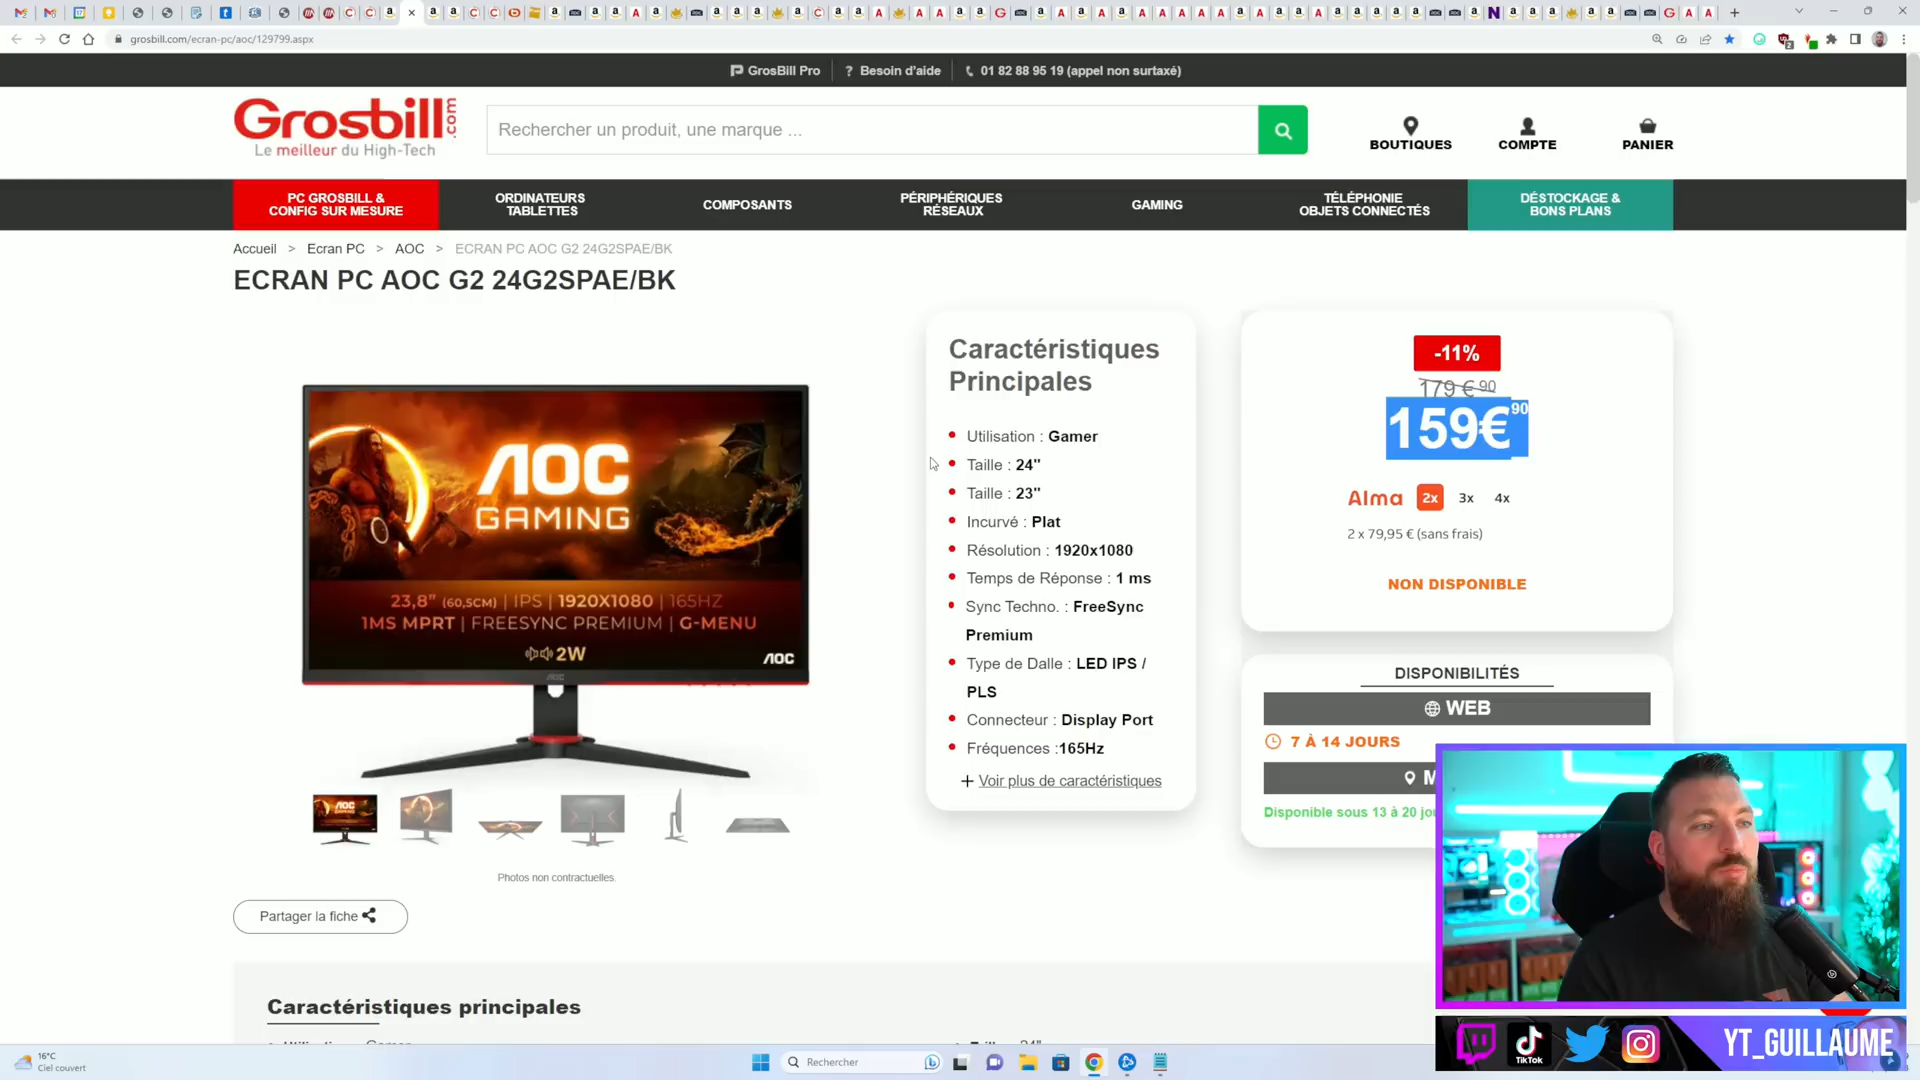 grosbill.com/ecran-pc/aoc/129799.aspx
GrosBill Pro
? Besoin d'aide
01 82 88 95 19 (appel non surtaxé)
Grosbill.com
Le meilleur du High-Tech
Rechercher un produit, une marque ...
BOUTIQUES
COMPTE
PANIER
PC GROSBILL &
CONFIG SUR MESURE
ORDINATEURS
TABLETTES
COMPOSANTS
PÉRIPHÉRIQUES
RÉSEAUX
GAMING
TÉLÉPHONIE
OBJETS CONNECTÉS
DÉSTOCKAGE &
BONS PLANS
Accueil > Ecran PC > AOC > ECRAN PC AOC G2 24G2SPAE/BK
ECRAN PC AOC G2 24G2SPAE/BK
AOC
GAMING
23,8" (60,5CM) | IPS | 1920X1080 | 165HZ
1MS MPRT | FREESYNC PREMIUM | G-MENU
2W
AOC
Photos non contractuelles.
Partager la fiche
Caractéristiques
Principales
Utilisation : Gamer
Taille : 24"
Taille : 23"
Incurvé : Plat
Résolution : 1920x1080
Temps de Réponse : 1 ms
Sync Techno. : FreeSync
Premium
Type de Dalle : LED IPS /
PLS
Connecteur : Display Port
Fréquences :165Hz
+ Voir plus de caractéristiques
-11%
179 €90
159€90
Alma 2x 3x 4x
2 x 79,95 € (sans frais)
NON DISPONIBLE
DISPONIBILITÉS
WEB
7 À 14 JOURS
M
Disponible sous 13 à 20 jou
Caractéristiques principales
TikTok
YT_GUILLAUME
16°C
Ciel couvert
Rechercher